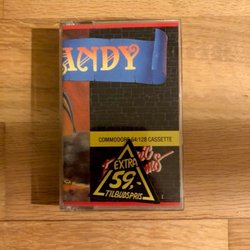 ANDY
COMMODORE 64/128 CASSETTE
EXTRA
59.-
TILBUDSPRIS